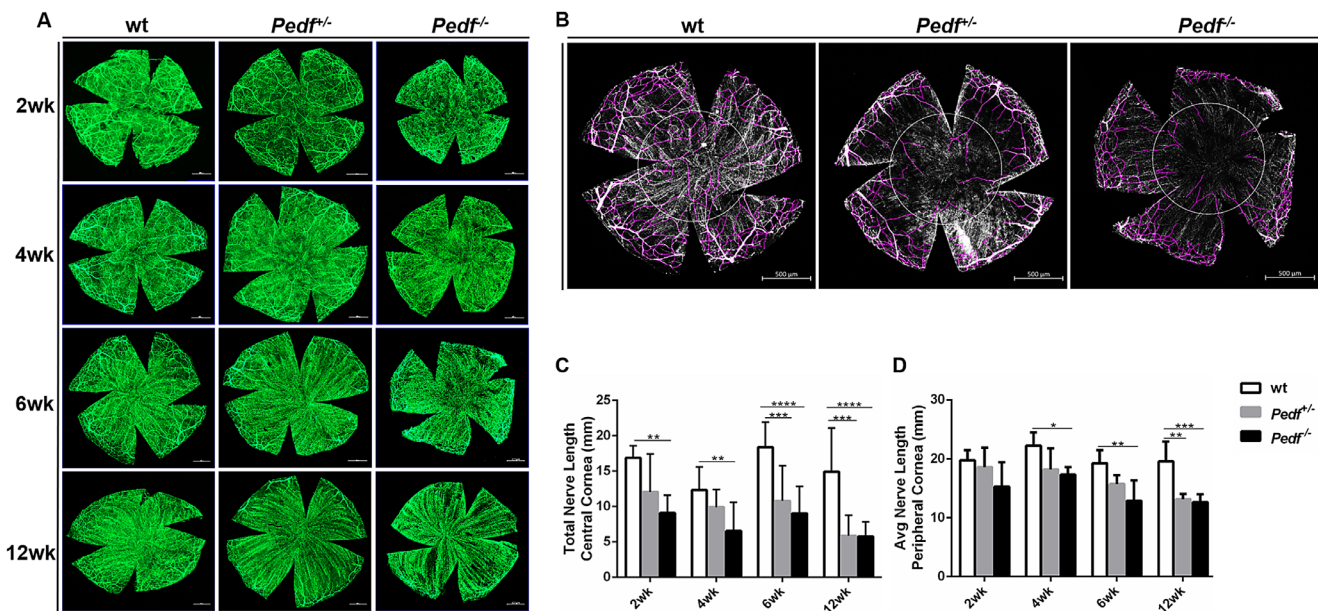 A
wt
Pedf+/-
Pedf-/-
2wk
4wk
6wk
12wk
B
wt
Pedf+/-
Pedf-/-
500 μm
500 μm
500 μm
C
Total Nerve Length
Central Cornea (mm)
25
20
15
10
5
0
**
**
****
***
****
***
2wk
4wk
6wk
12wk
D
Avg Nerve Length
Peripheral Cornea (mm)
30
20
10
0
*
**
***
**
2wk
4wk
6wk
12wk
wt
Pedf+/-
Pedf-/-